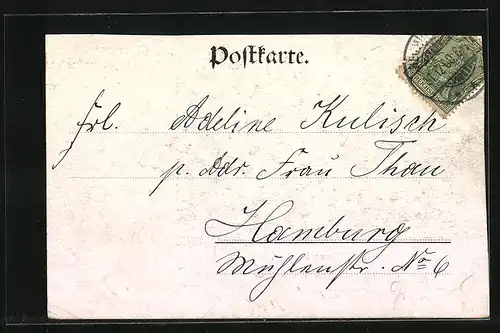 Postkarte.
Frl. Adeline Kulisch
p. Adr. Frau Thau
Hamburg
Mühlenstr. No 6